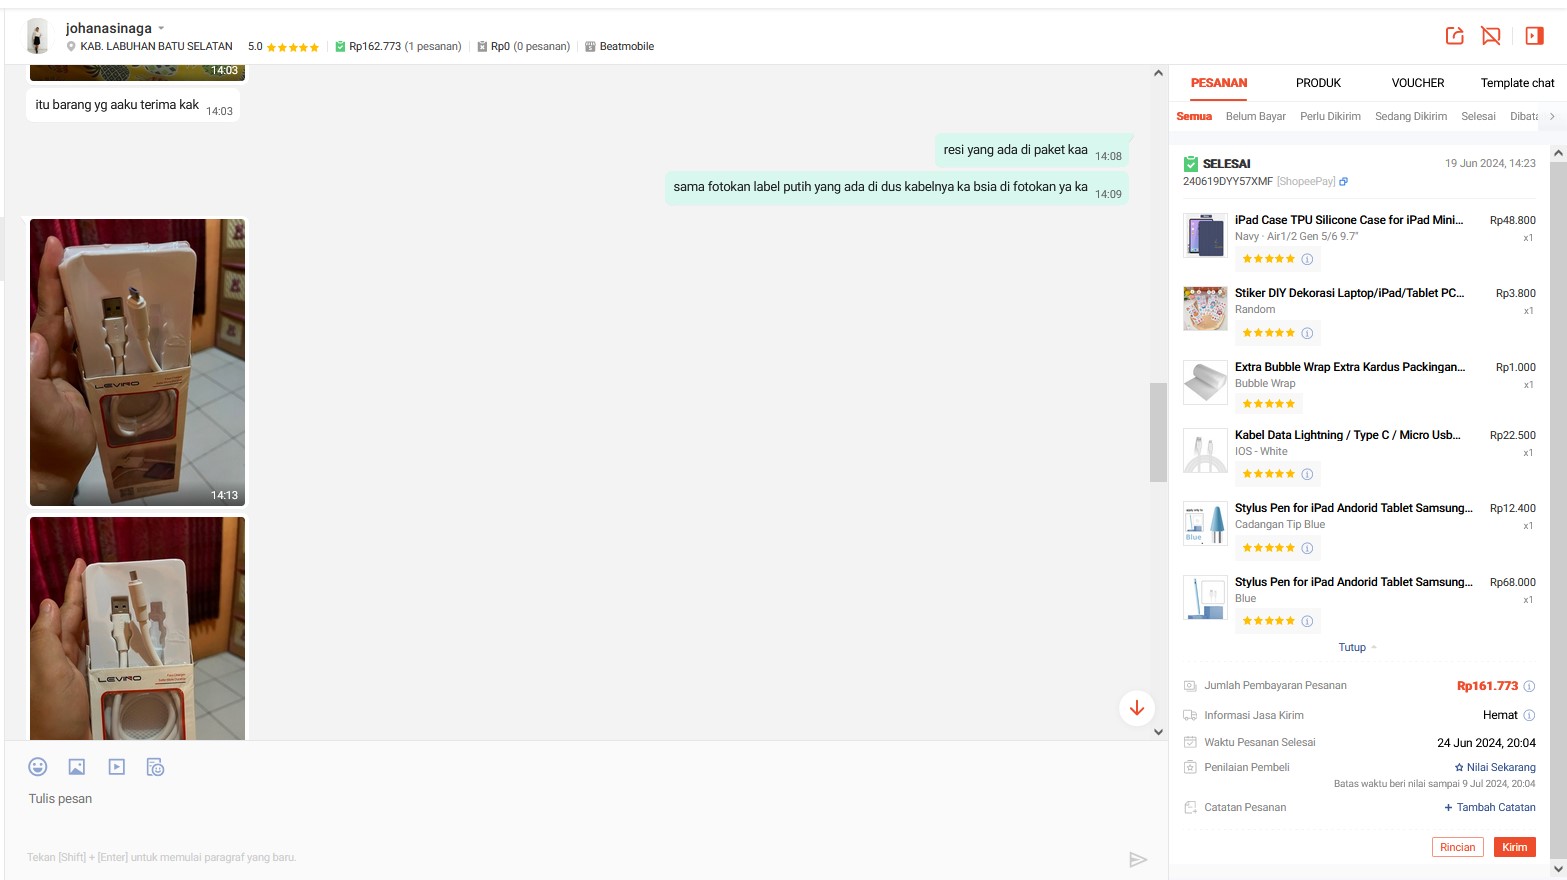 johanasinaga
KAB. LABUHAN BATU SELATAN
5.0
Rp162.773 (1 pesanan)
Rp0 (0 pesanan)
Beatmobile
14:03
itu barang yg aaku terima kak
14:03
resi yang ada di paket kaa
14:08
sama fotokan label putih yang ada di dus kabelnya ka bsia di fotokan ya ka
14:09
LEVIRO
14:13
LEVIRO
Tulis pesan
Tekan [Shift] + [Enter] untuk memulai paragraf yang baru.
PESANAN
PRODUK
VOUCHER
Template chat
Semua
Belum Bayar
Perlu Dikirim
Sedang Dikirim
Selesai
SELESAI
19 Jun 2024, 14:23
240619DYY57XMF [ShopeePay]
iPad Case TPU Silicone Case for iPad Mini...
Rp48.800
Navy · Air1/2 Gen 5/6 9.7"
x1
Stiker DIY Dekorasi Laptop/iPad/Tablet PC...
Rp3.800
Random
x1
Extra Bubble Wrap Extra Kardus Packingan...
Rp1.000
Bubble Wrap
x1
Kabel Data Lightning / Type C / Micro Usb...
Rp22.500
IOS - White
x1
Stylus Pen for iPad Andorid Tablet Samsung...
Rp12.400
Cadangan Tip Blue
x1
Blue
Stylus Pen for iPad Andorid Tablet Samsung...
Rp68.000
Blue
x1
Tutup
Jumlah Pembayaran Pesanan
Rp161.773
Informasi Jasa Kirim
Hemat
Waktu Pesanan Selesai
24 Jun 2024, 20:04
Penilaian Pembeli
Nilai Sekarang
Batas waktu beri nilai sampai 9 Jul 2024, 20:04
Catatan Pesanan
+ Tambah Catatan
Rincian
Kirim